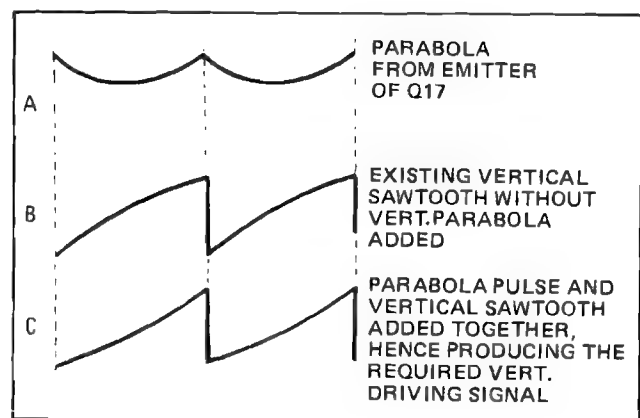 A
PARABOLA
FROM EMITTER
OF Q17
B
EXISTING VERTICAL
SAWTOOTH WITHOUT
VERT.PARABOLA
ADDED
C
PARABOLA PULSE AND
VERTICAL SAWTOOTH
ADDED TOGETHER,
HENCE PRODUCING THE
REQUIRED VERT.
DRIVING SIGNAL